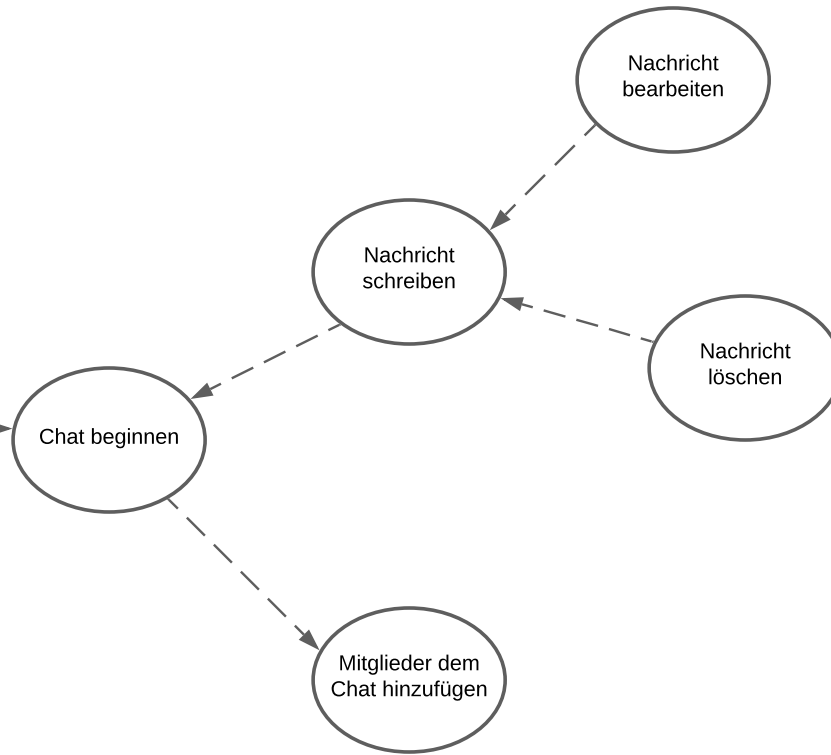 Nachricht
bearbeiten
Nachricht
schreiben
Nachricht
löschen
Chat beginnen
Mitglieder dem
Chat hinzufügen